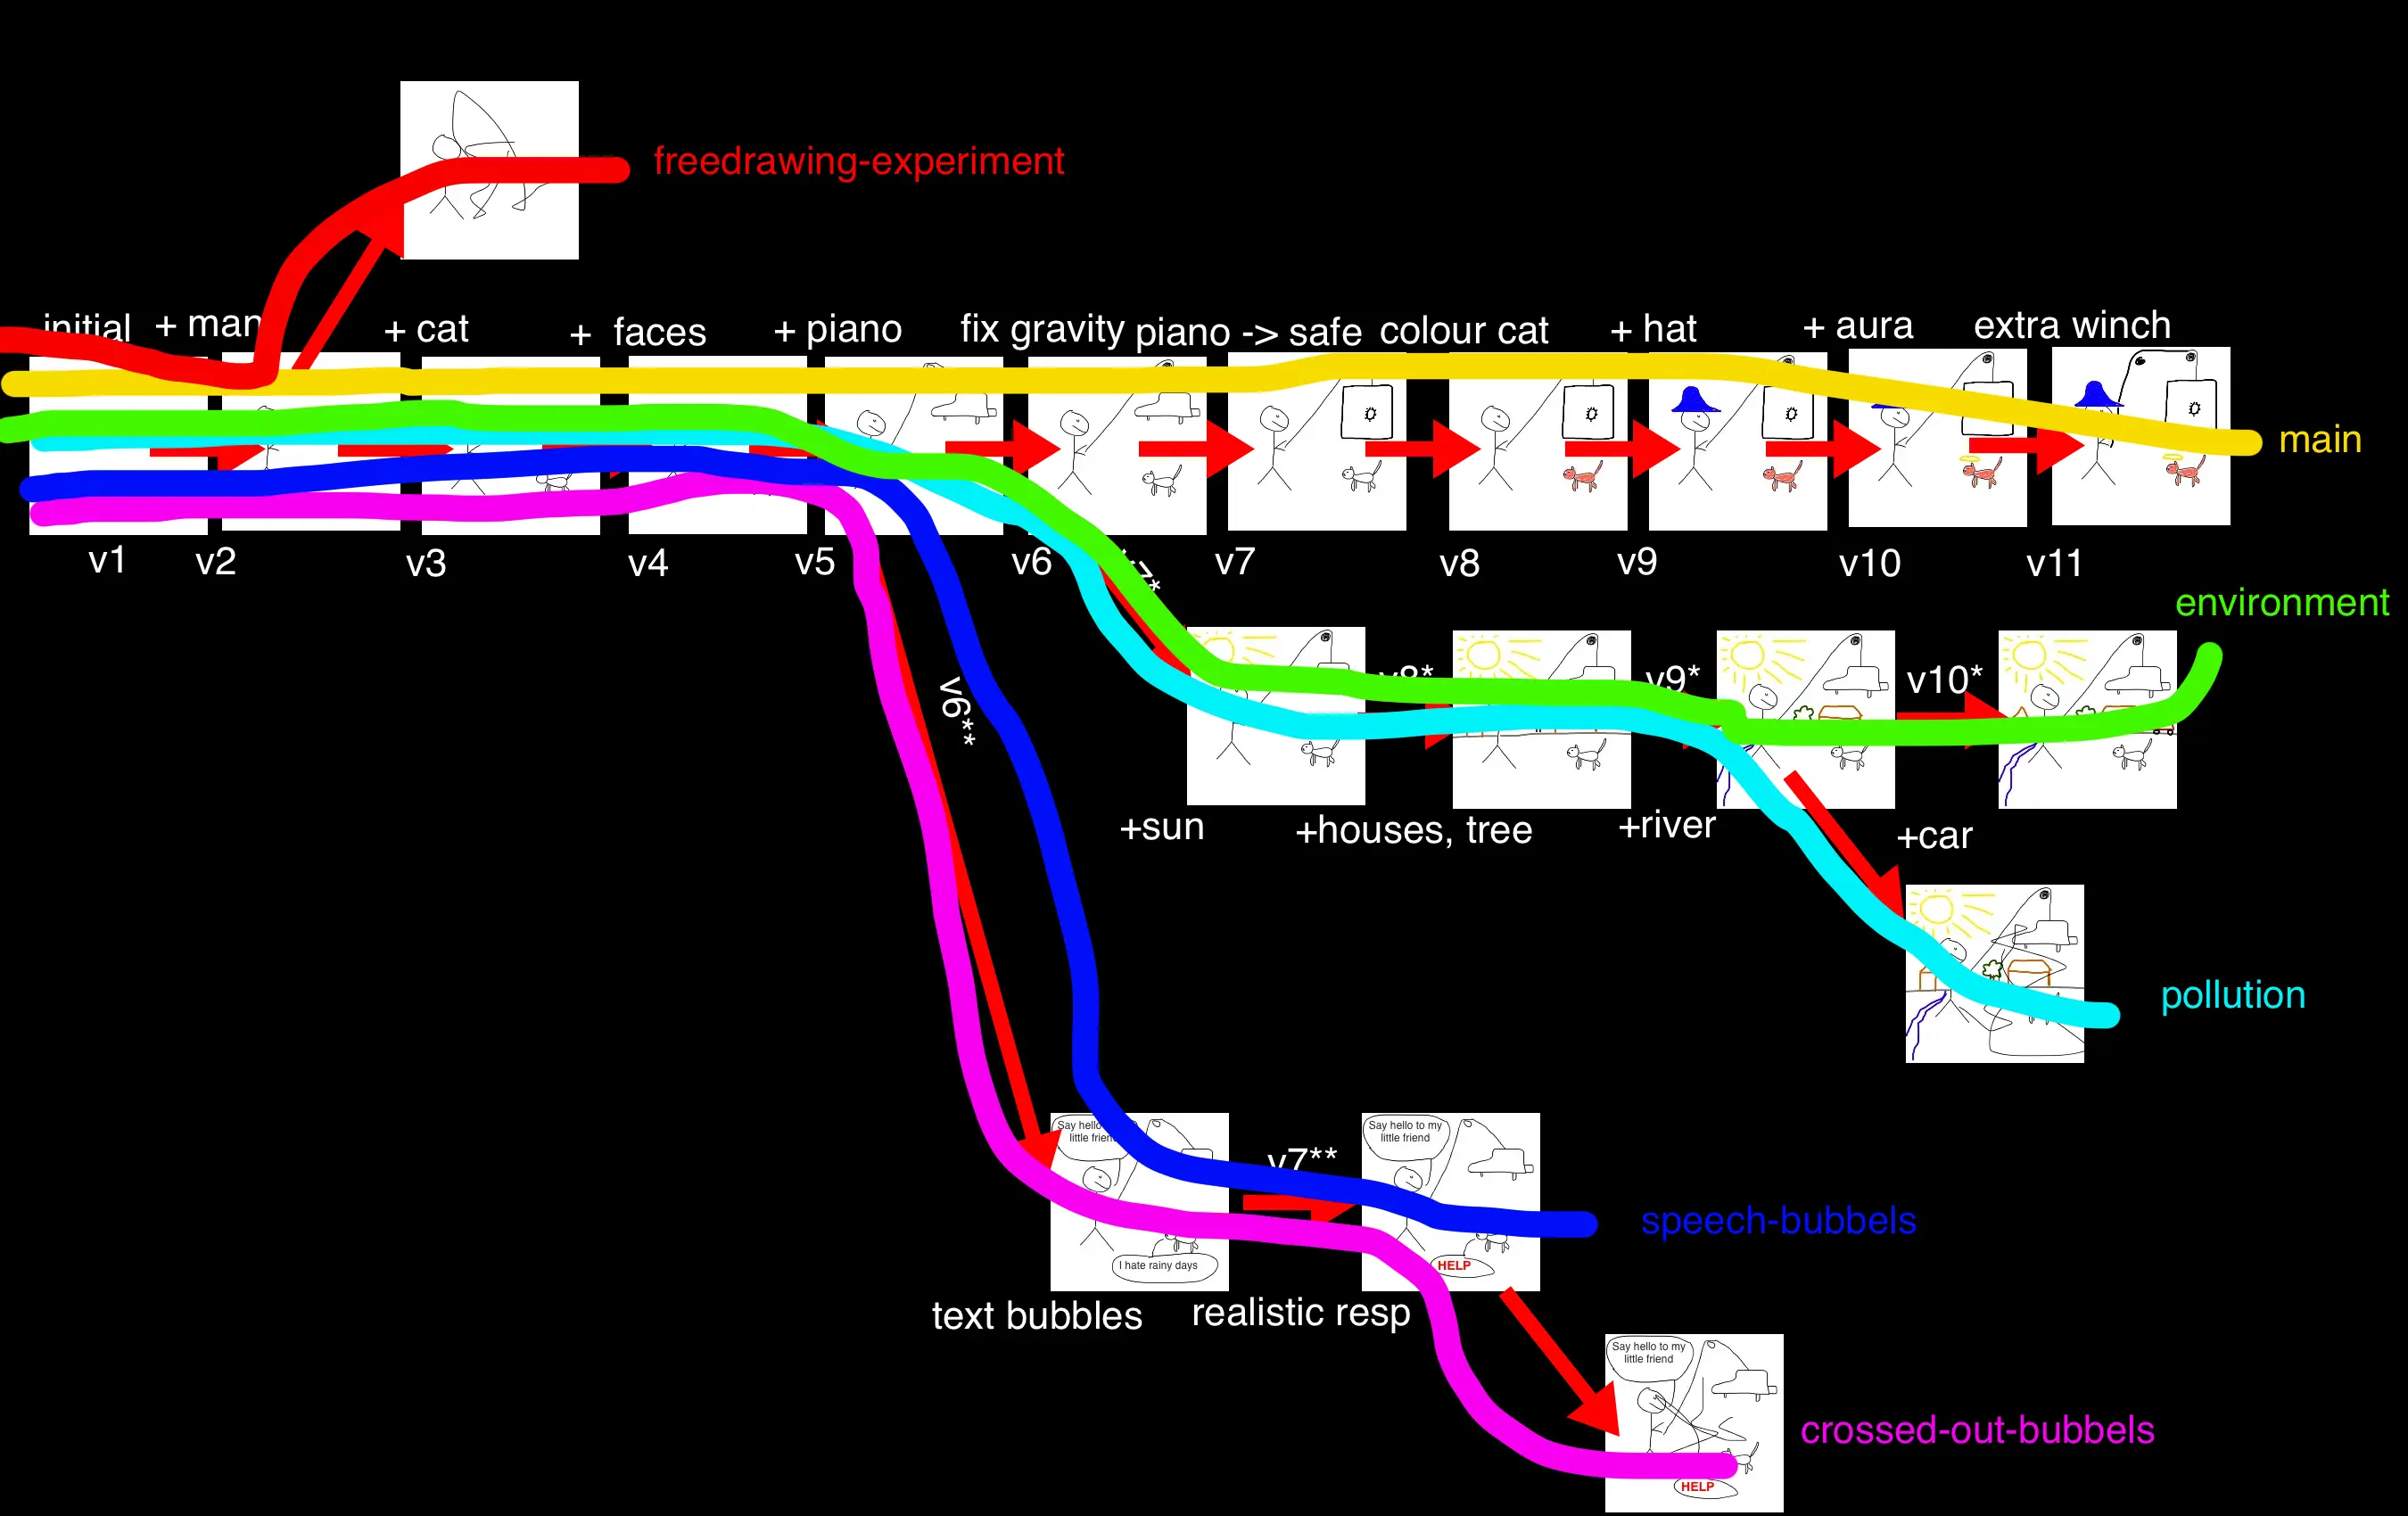 freedrawing-experiment
initial
+ man
+ cat
+ faces
+ piano
fix gravity
piano -> safe
colour cat
+ hat
+ aura
extra winch
main
v1
v2
v3
v4
v5
v6
v7
v8
v9
v10
v11
v7*
environment
v8*
v9*
v10*
v6**
+sun
+houses, tree
+river
+car
pollution
Say hello
little friend
I hate rainy days
v7**
Say hello to my
little friend
HELP
speech-bubbels
text bubbles
realistic resp
Say hello to my
little friend
HELP
crossed-out-bubbels